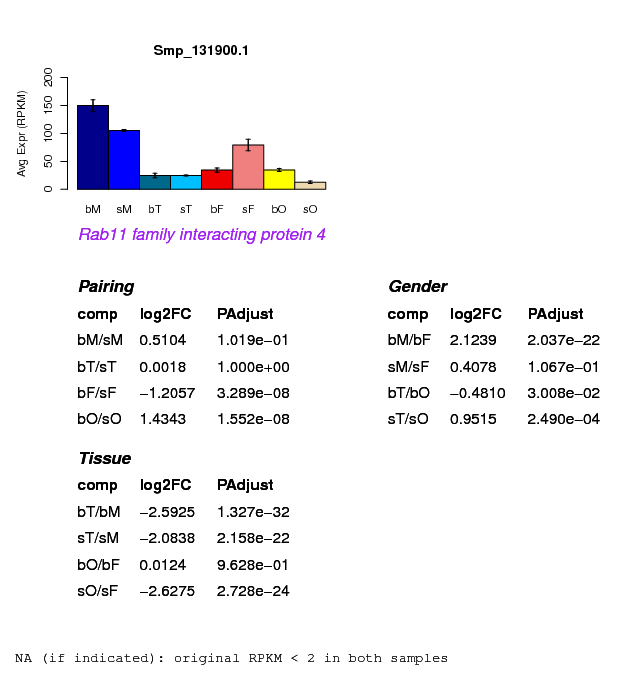 Smp_131900.1
Avg Expr (RPKM)
200
150
100
50
0
bM sM bT sT bF sF bO sO
Rab11 family interacting protein 4
Pairing
comp log2FC PAdjust
bM/sM 0.5104 1.019e−01
bT/sT 0.0018 1.000e+00
bF/sF −1.2057 3.289e−08
bO/sO 1.4343 1.552e−08
Gender
comp log2FC PAdjust
bM/bF 2.1239 2.037e−22
sM/sF 0.4078 1.067e−01
bT/bO −0.4810 3.008e−02
sT/sO 0.9515 2.490e−04
Tissue
comp log2FC PAdjust
bT/bM −2.5925 1.327e−32
sT/sM −2.0838 2.158e−22
bO/bF 0.0124 9.628e−01
sO/sF −2.6275 2.728e−24
NA (if indicated): original RPKM < 2 in both samples